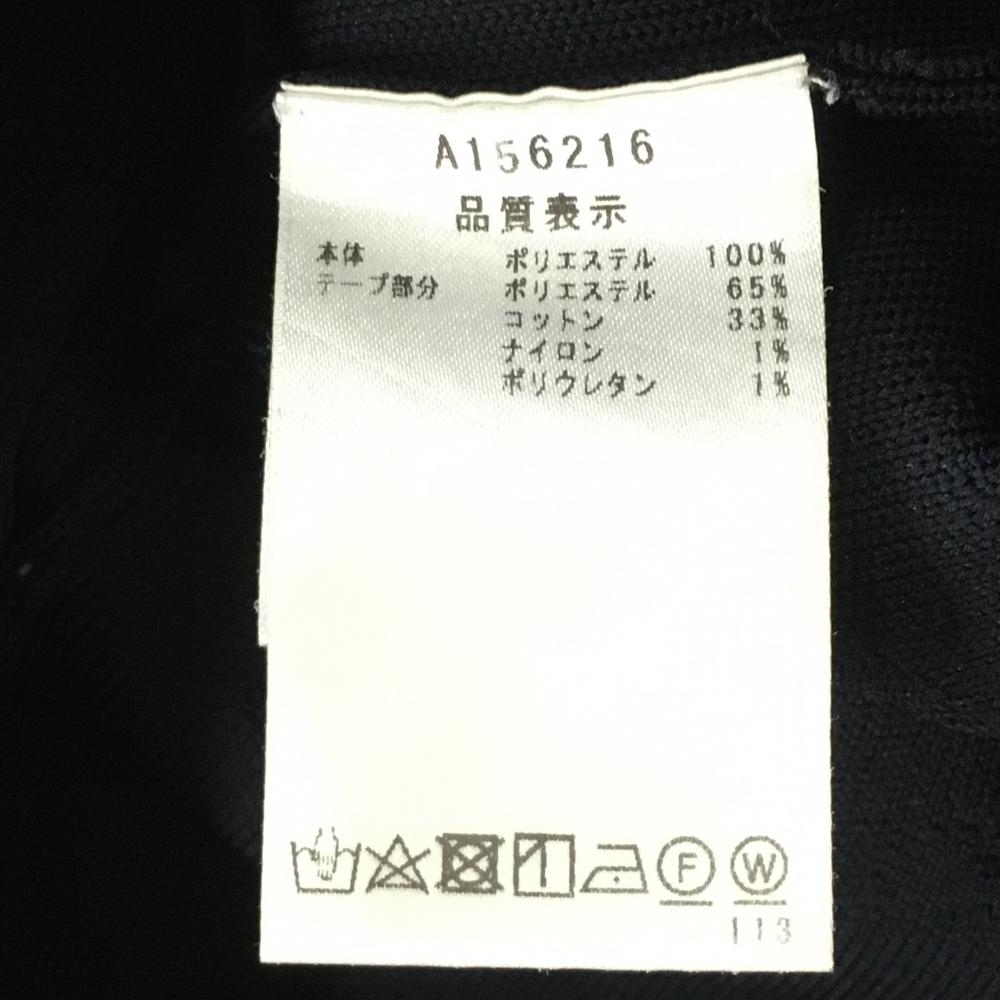 A156216
品質表示
本体 ポリエステル 100%
テープ部分 ポリエステル 65%
コットン 33%
ナイロン 1%
ポリウレタン 1%
F W
113